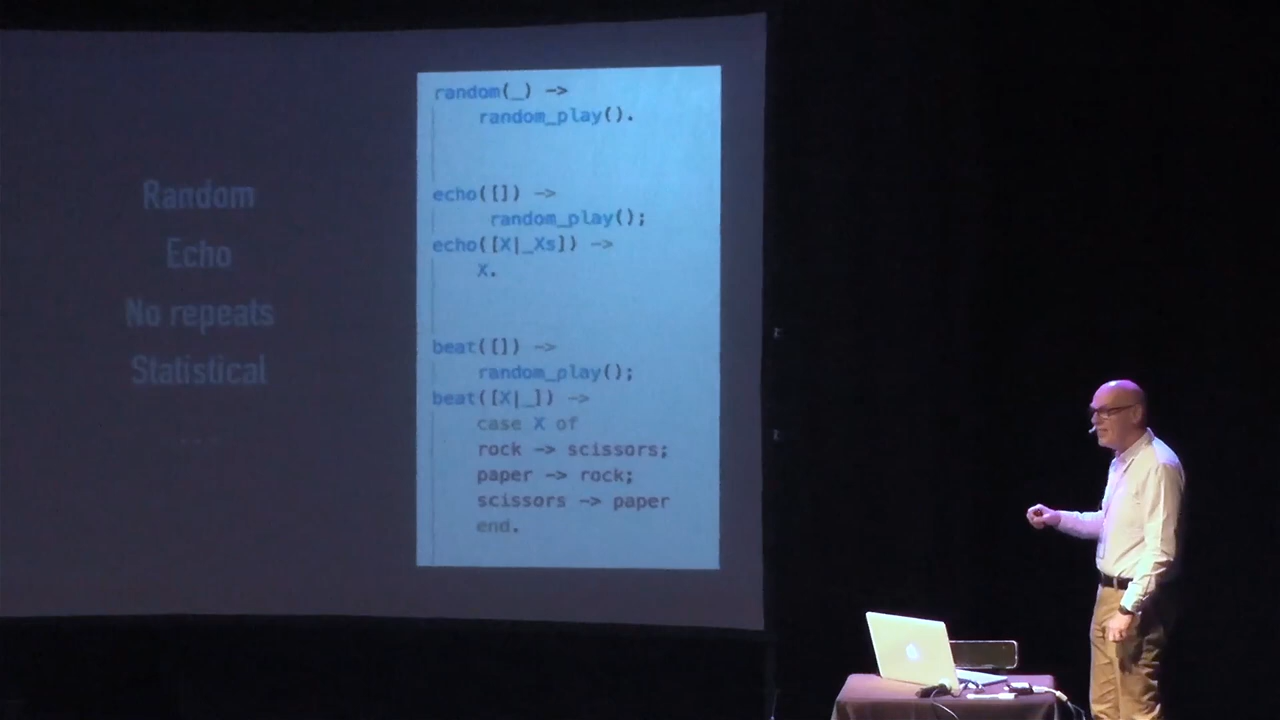 Random
Echo
No repeats
Statistical
random(_) ->
random_play().
echo([]) ->
random_play();
echo([X|_Xs]) ->
X.
beat([]) ->
random_play();
beat([X|_]) ->
case X of
rock -> scissors;
paper -> rock;
scissors -> paper
end.